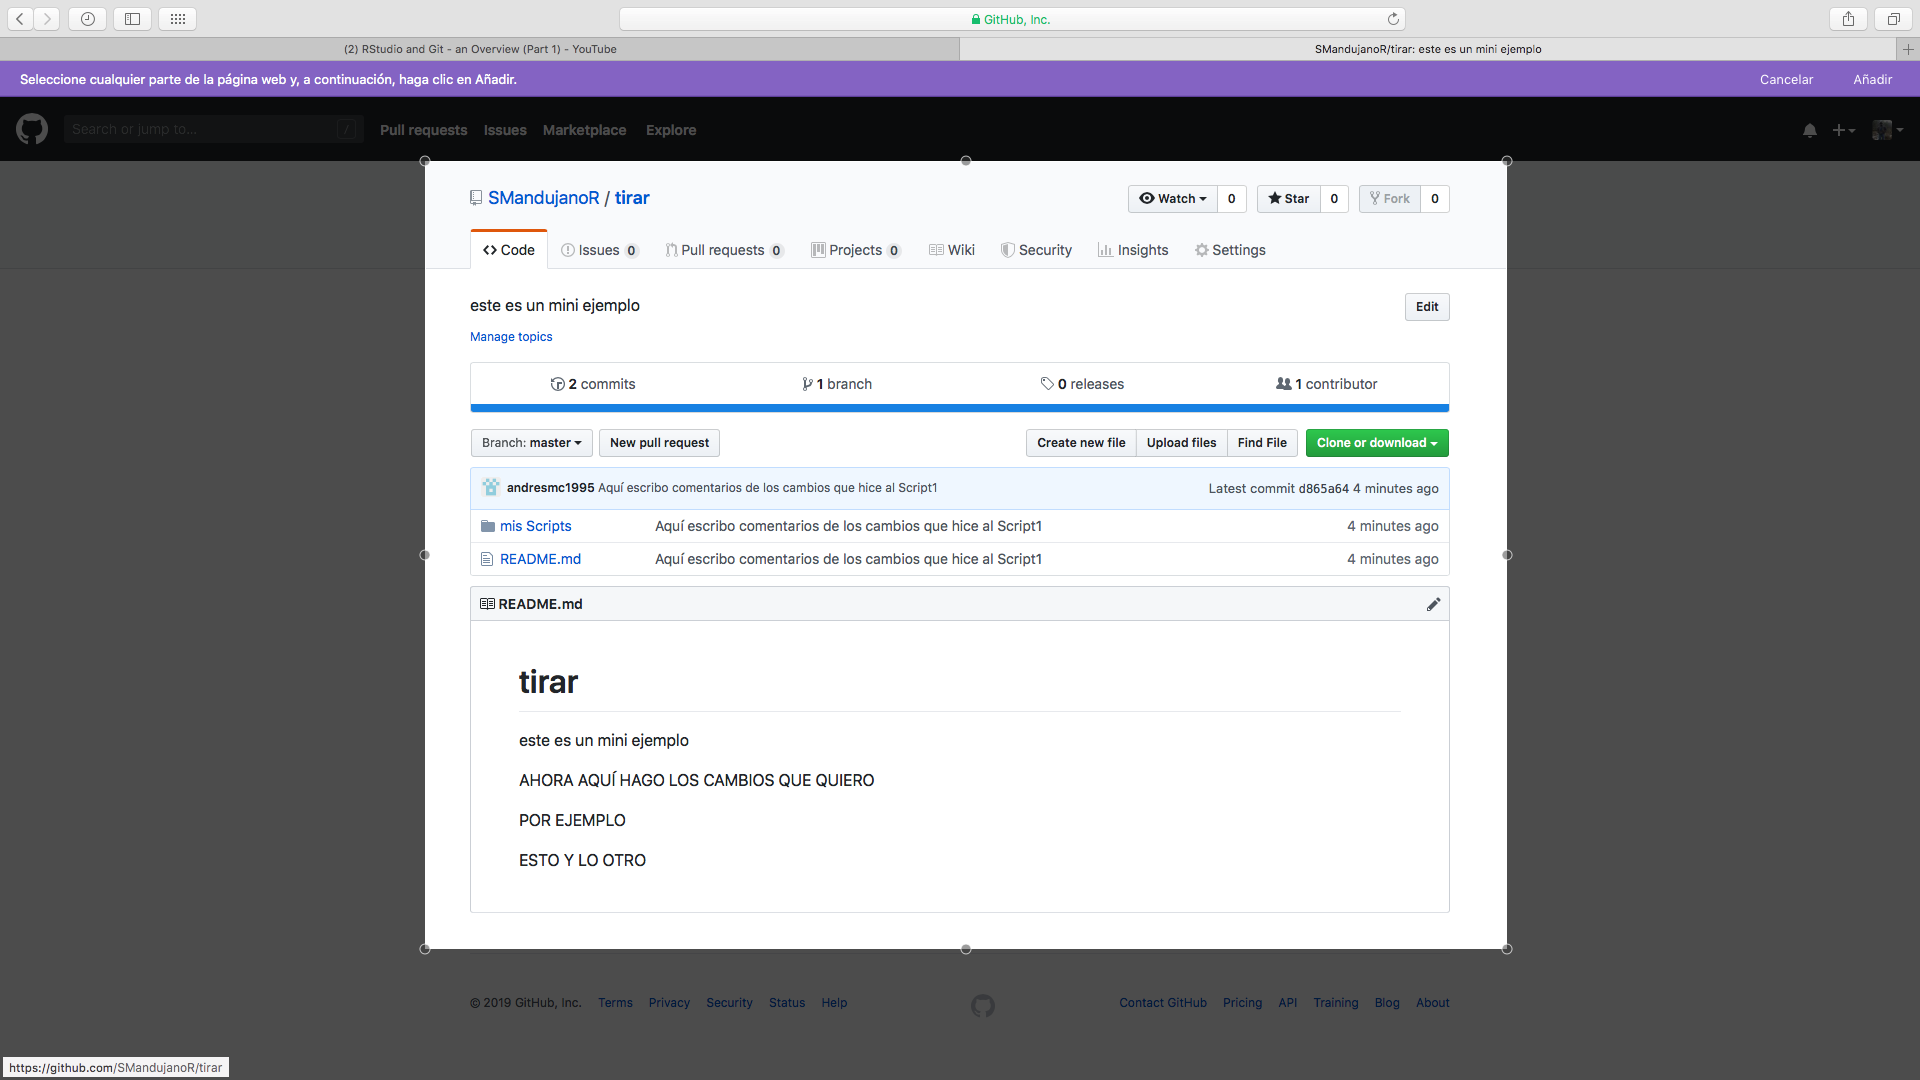 GitHub, Inc.
(2) RStudio and Git - an Overview (Part 1) - YouTube
SMandujanoR/tirar: este es un mini ejemplo
Seleccione cualquier parte de la página web y, a continuación, haga clic en Añadir.
Cancelar
Añadir
Search or jump to... /
Pull requests
Issues
Marketplace
Explore
SMandujanoR / tirar
Watch 0
Star 0
Fork 0
Code
Issues 0
Pull requests 0
Projects 0
Wiki
Security
Insights
Settings
este es un mini ejemplo
Edit
Manage topics
2 commits
1 branch
0 releases
1 contributor
Branch: master
New pull request
Create new file
Upload files
Find File
Clone or download
andresmc1995 Aquí escribo comentarios de los cambios que hice al Script1
Latest commit d865a64 4 minutes ago
mis Scripts
Aquí escribo comentarios de los cambios que hice al Script1
4 minutes ago
README.md
Aquí escribo comentarios de los cambios que hice al Script1
4 minutes ago
README.md
tirar
este es un mini ejemplo
AHORA AQUÍ HAGO LOS CAMBIOS QUE QUIERO
POR EJEMPLO
ESTO Y LO OTRO
© 2019 GitHub, Inc.
Terms
Privacy
Security
Status
Help
Contact GitHub
Pricing
API
Training
Blog
About
https://github.com/SMandujanoR/tirar